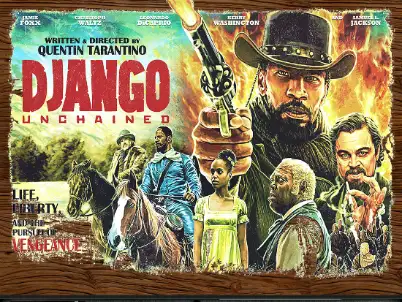 JAMIE FOXX
CHRISTOPH WALTZ
LEONARDO DiCAPRIO
KERRY WASHINGTON
AND SAMUEL L. JACKSON
WRITTEN & DIRECTED BY
QUENTIN TARANTINO
DJANGO
UNCHAINED
LIFE,
LIBERTY,
AND THE
PURSUIT OF
VENGEANCE.